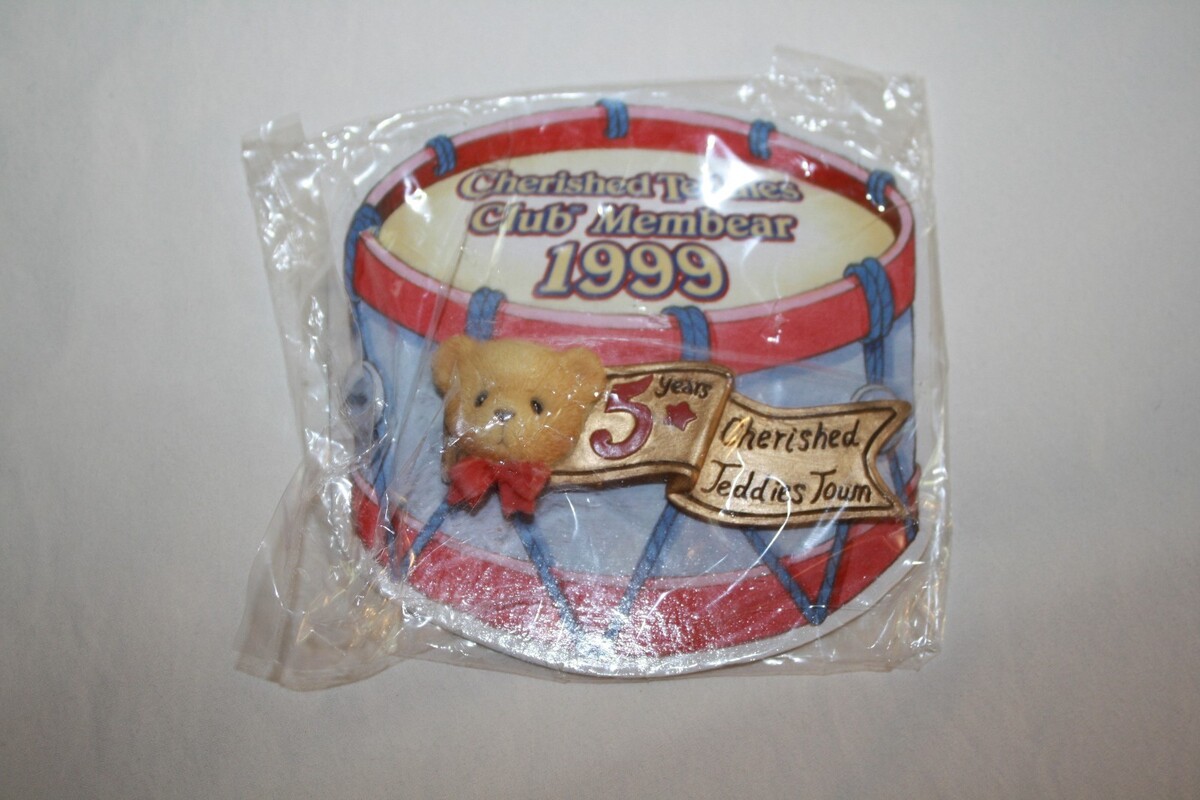 Cherished Teddies
Club Membear
1999
5 years
Cherished
Teddies Town